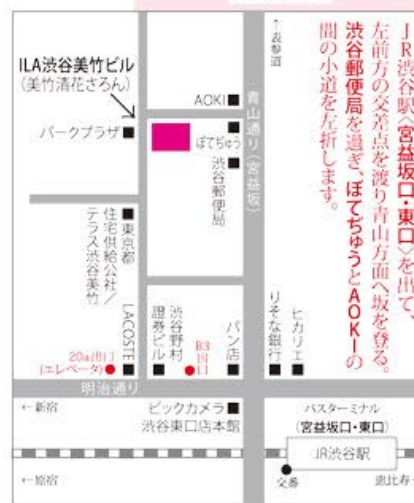 JR渋谷駅〈宮益坂口・東口〉を出て、
左前方の交差点を渡り青山方面へ坂を登る。
渋谷郵便局を過ぎ、ぼてぢゅうとAOKIの
間の小道を左折します。
↑表参道
ILA渋谷美竹ビル
(美竹清花さろん)
AOKI■
パークプラザ■
青山通り(宮益坂)
■ぼてぢゅう
■渋谷郵便局
■東京都
住宅供給公社/
テラス渋谷美竹
LACOSTE■
20a出口
(エレベータ)●
渋谷野村
證券ビル■
B3
出口
●
パン店■
りそな銀行■
ヒカリエ■
明治通り
←新宿
ビックカメラ■
渋谷東口店本館
バスターミナル
(宮益坂口・東口)
JR渋谷駅
←原宿
交番
恵比寿→